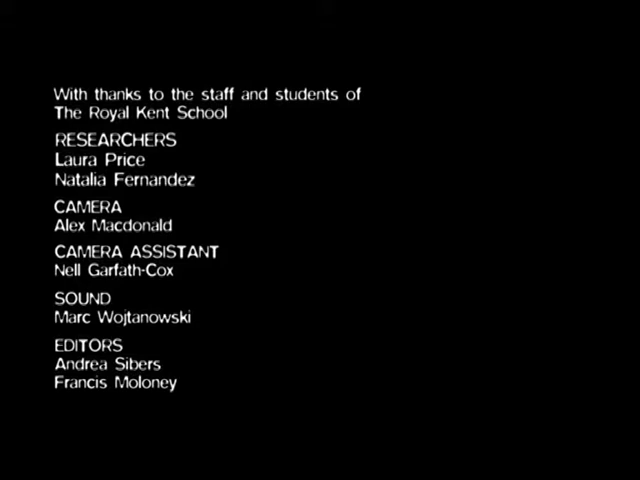 With thanks to the staff and students of
The Royal Kent School
RESEARCHERS
Laura Price
Natalia Fernandez
CAMERA
Alex Macdonald
CAMERA ASSISTANT
Nell Garfath-Cox
SOUND
Marc Wojtanowski
EDITORS
Andrea Sibers
Francis Moloney